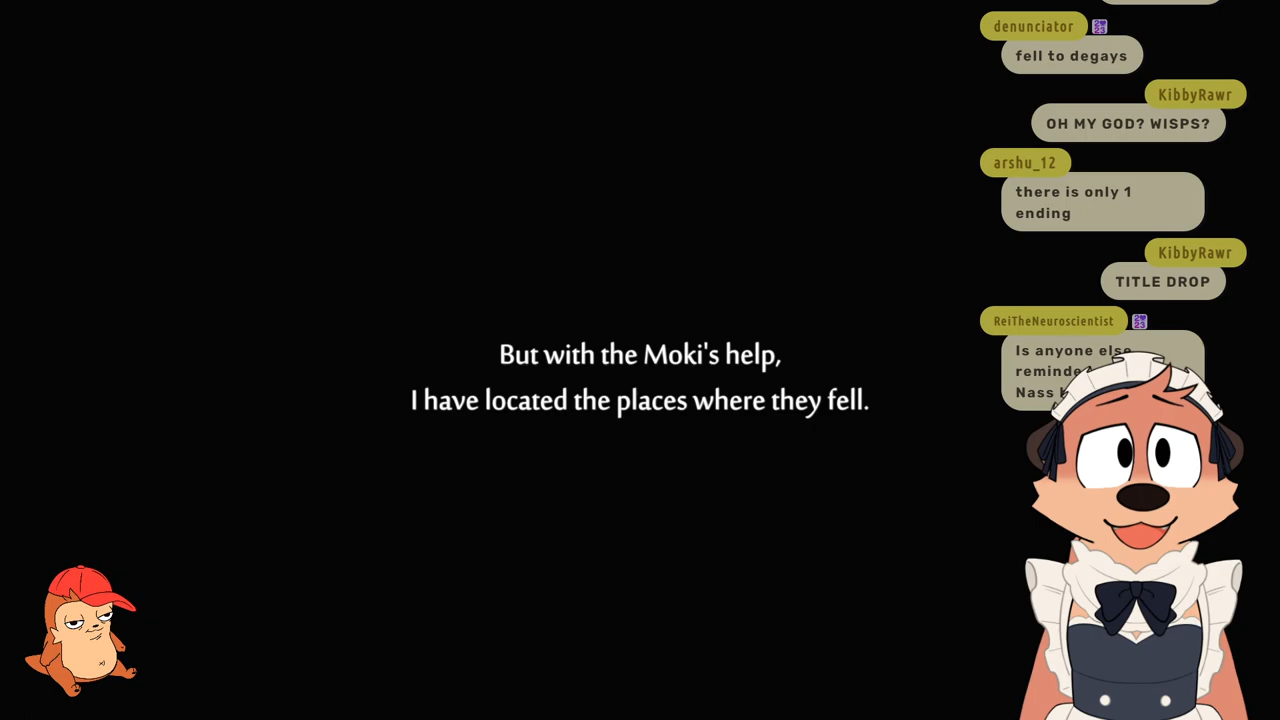 denunciator
fell to degays
KibbyRawr
OH MY GOD? WISPS?
arshu_12
there is only 1
ending
KibbyRawr
TITLE DROP
ReiTheNeuroscientist
Is anyone else
Nass
But with the Moki's help,
I have located the places where they fell.